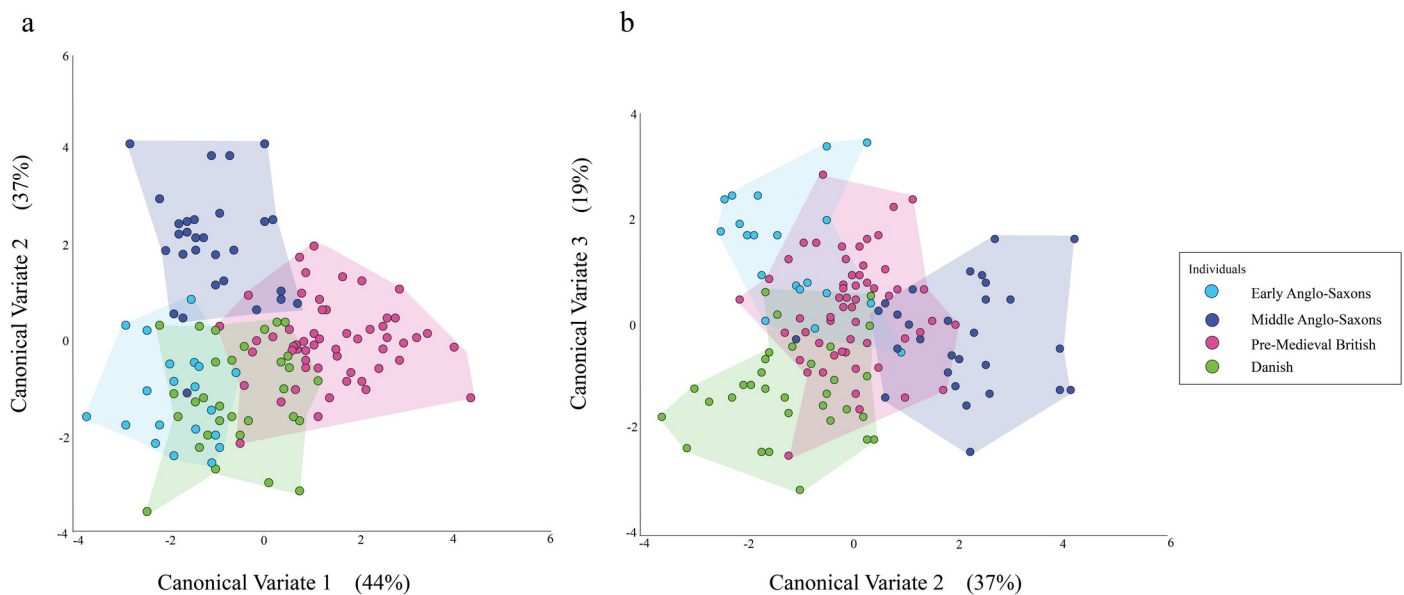 a
6
4
2
0
-2
-4
-4
-2
0
2
4
6
Canonical Variate 2 (37%)
Canonical Variate 1 (44%)
b
4
2
0
-2
-4
-4
-2
0
2
4
6
Canonical Variate 3 (19%)
Canonical Variate 2 (37%)
Individuals
Early Anglo-Saxons
Middle Anglo-Saxons
Pre-Medieval British
Danish